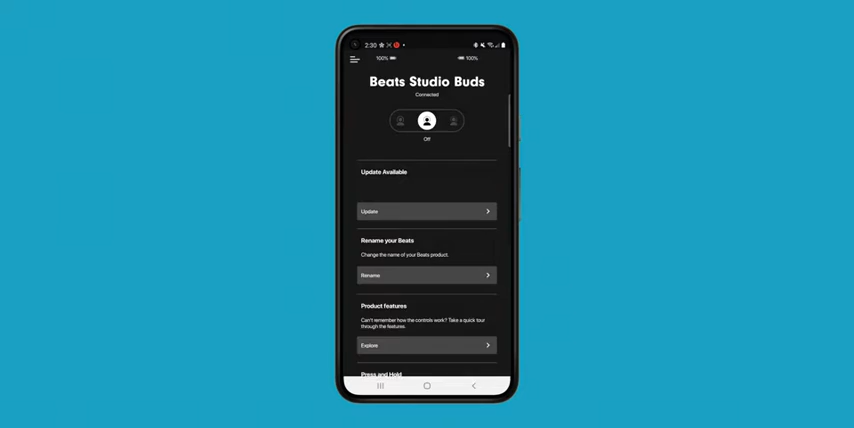 2:30
100% 100%
Beats Studio Buds
Connected
Off
Update Available
Update
Rename your Beats
Change the name of your Beats product.
Rename
Product features
Can't remember how the controls work? Take a quick tour
through the features.
Explore
Press and Hold